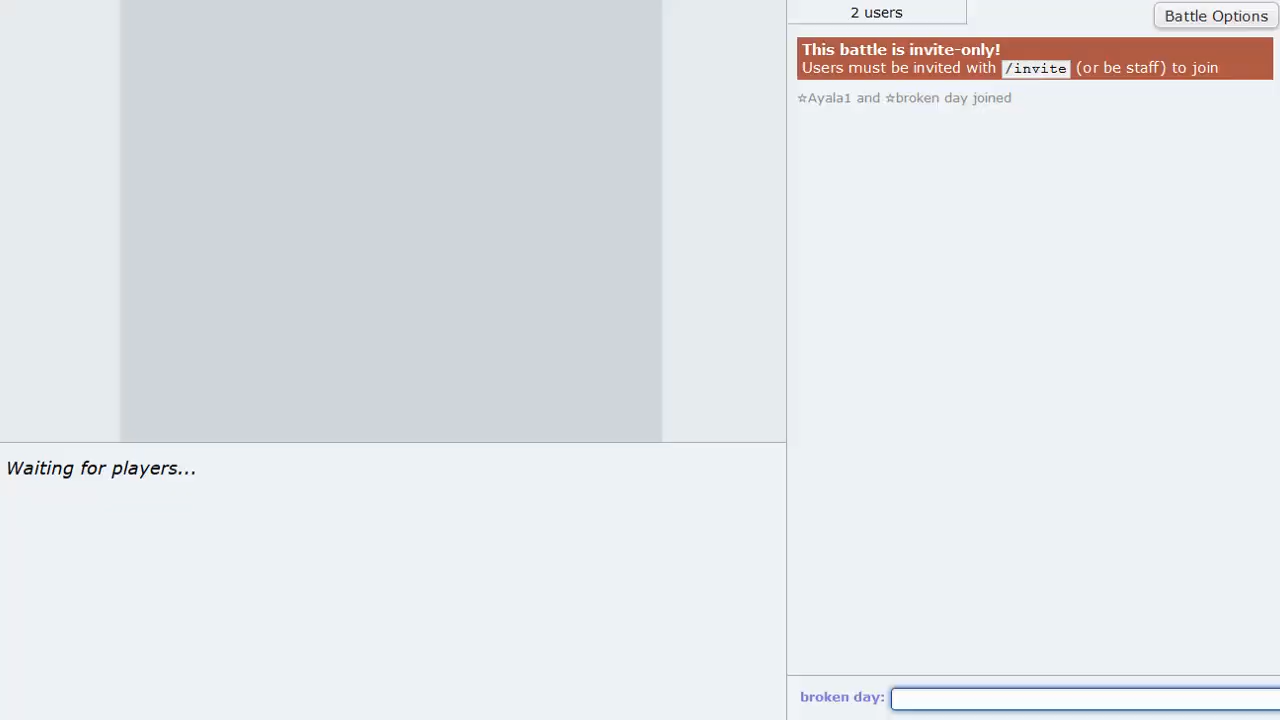 2 users
Battle Options
This battle is invite-only!
Users must be invited with /invite (or be staff) to join
☆Ayala1 and ☆broken day joined
Waiting for players...
broken day: